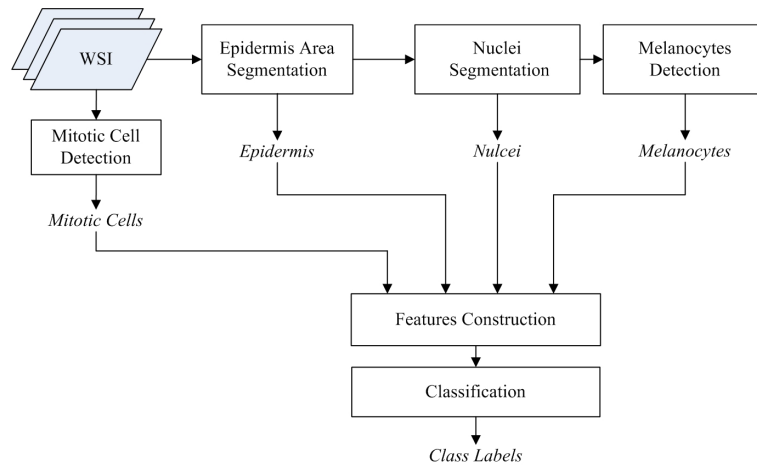 WSI
Epidermis Area
Segmentation
Nuclei
Segmentation
Melanocytes
Detection
Mitotic Cell
Detection
Epidermis
Nulcei
Melanocytes
Mitotic Cells
Features Construction
Classification
Class Labels